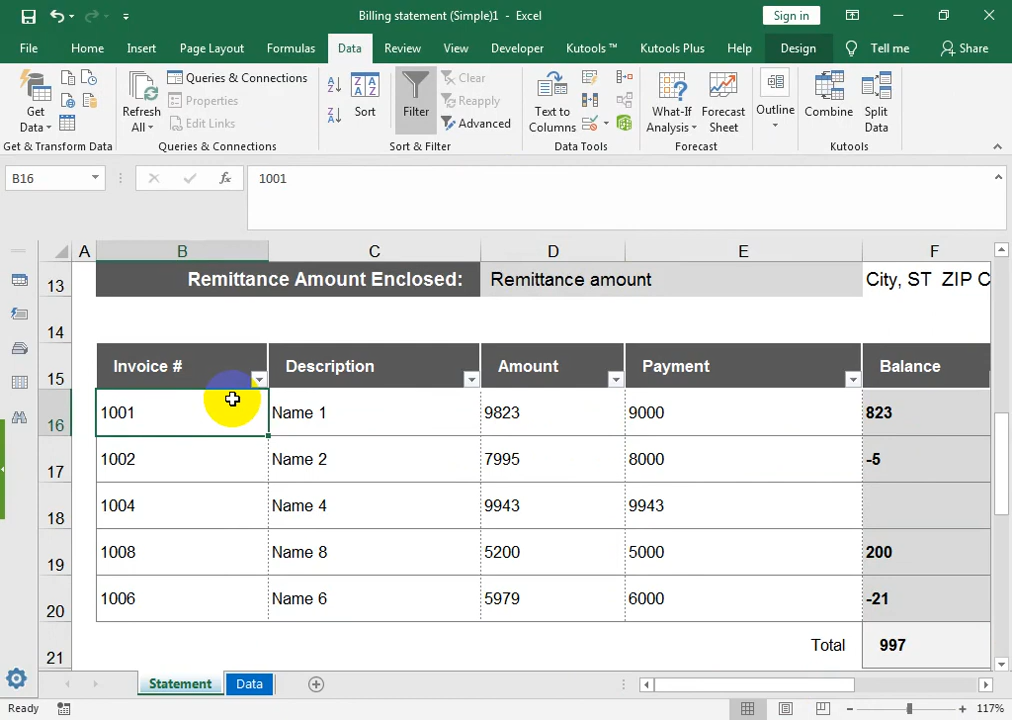 Billing statement (Simple)1 - Excel
Sign in
File Home Insert Page Layout Formulas Data Review View Developer Kutools ™ Kutools Plus Help Design Tell me Share
Get Data
Refresh All
Queries & Connections
Properties
Edit Links
Sort
Filter
Clear
Reapply
Advanced
Text to Columns
What-If Analysis
Forecast Sheet
Outline
Combine
Split Data
Get & Transform Data Queries & Connections Sort & Filter Data Tools Forecast Kutools
B16 fx 1001
A B C D E F
13 Remittance Amount Enclosed: Remittance amount City, ST ZIP C
14
15 Invoice # Description Amount Payment Balance
16 1001 Name 1 9823 9000 823
17 1002 Name 2 7995 8000 -5
18 1004 Name 4 9943 9943
19 1008 Name 8 5200 5000 200
20 1006 Name 6 5979 6000 -21
21 Total 997
Statement Data
Ready 117%